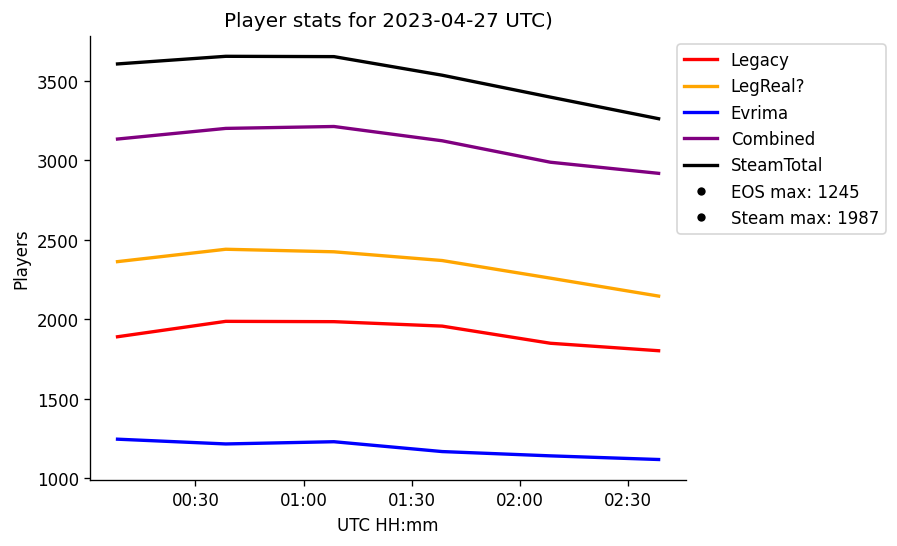 Player stats for 2023-04-27 UTC)
Legacy
LegReal?
Evrima
Combined
SteamTotal
EOS max: 1245
Steam max: 1987
Players
3500
3000
2500
2000
1500
1000
00:30
01:00
01:30
02:00
02:30
UTC HH:mm